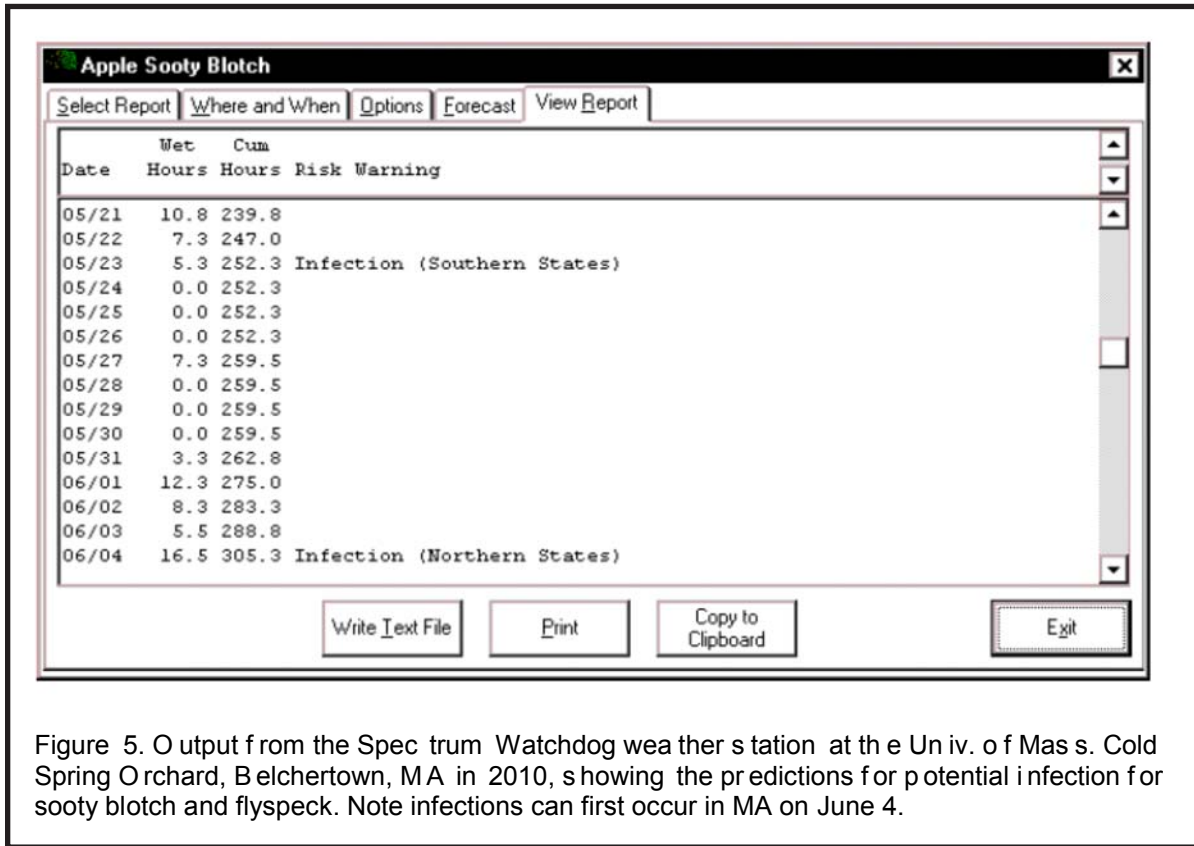 Apple Sooty Blotch
Select Report Where and When Options Forecast View Report
Wet Cum
Date Hours Hours Risk Warning
05/21 10.8 239.8
05/22 7.3 247.0
05/23 5.3 252.3 Infection (Southern States)
05/24 0.0 252.3
05/25 0.0 252.3
05/26 0.0 252.3
05/27 7.3 259.5
05/28 0.0 259.5
05/29 0.0 259.5
05/30 0.0 259.5
05/31 3.3 262.8
06/01 12.3 275.0
06/02 8.3 283.3
06/03 5.5 288.8
06/04 16.5 305.3 Infection (Northern States)
Write Text File Print Copy to Clipboard Exit
Figure 5. O utput f rom the Spec trum Watchdog wea ther s tation at th e Un iv. o f Mas s. Cold
Spring O rchard, B elchertown, M A in 2010, s howing the pr edictions f or p otential i nfection f or
sooty blotch and flyspeck. Note infections can first occur in MA on June 4.